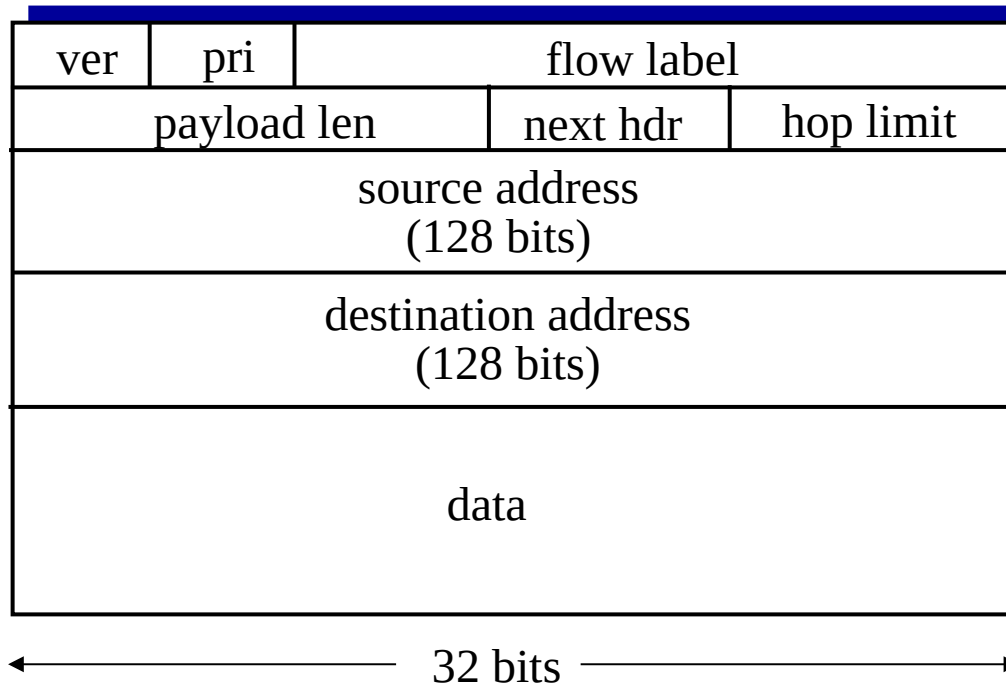 ver pri flow label
payload len next hdr hop limit
source address
(128 bits)
destination address
(128 bits)
data
32 bits